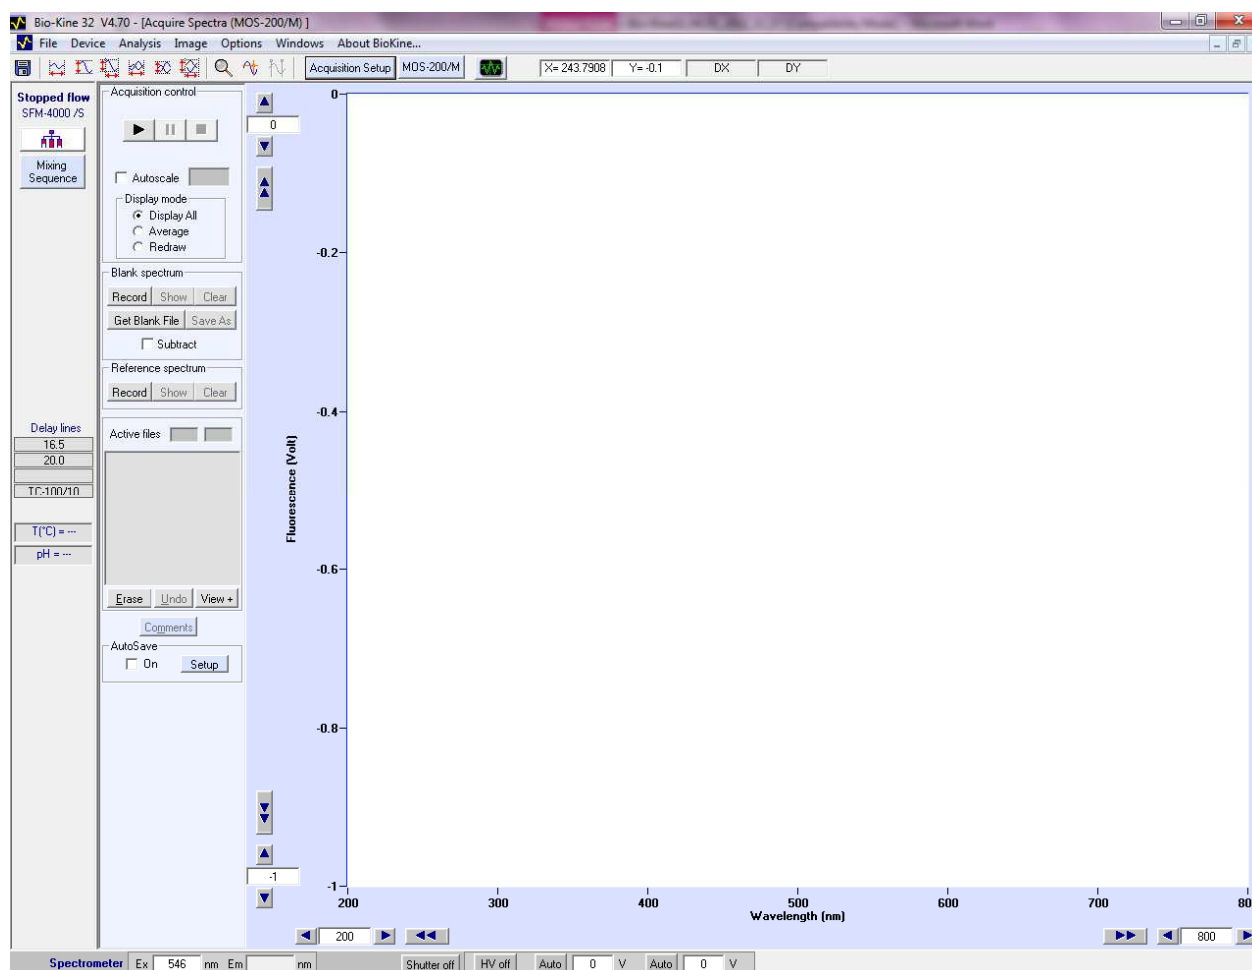 Bio-Kine 32 V4.70 - [Acquire Spectra (MOS-200/M) ]
File Device Analysis Image Options Windows About BioKine...
Acquisition Setup MOS-200/M X= 243.7908 Y= -0.1 DX DY
Stopped flow
SFM-4000 /S
Mixing
Sequence
Delay lines
16.5
20.0
TC-100/10
T(°C) = ---
pH = ---
Acquisition control
Autoscale
Display mode
Display All
Average
Redraw
Blank spectrum
Record Show Clear
Get Blank File Save As
Subtract
Reference spectrum
Record Show Clear
Active files
Erase Undo View +
Comments
AutoSave
On Setup
0
-1
Fluorescence (Volt)
0
-0.2
-0.4
-0.6
-0.8
-1
200 300 400 500 600 700 80
Wavelength (nm)
200 800
Spectrometer Ex 546 nm Em nm Shutter off HV off Auto 0 V Auto 0 V